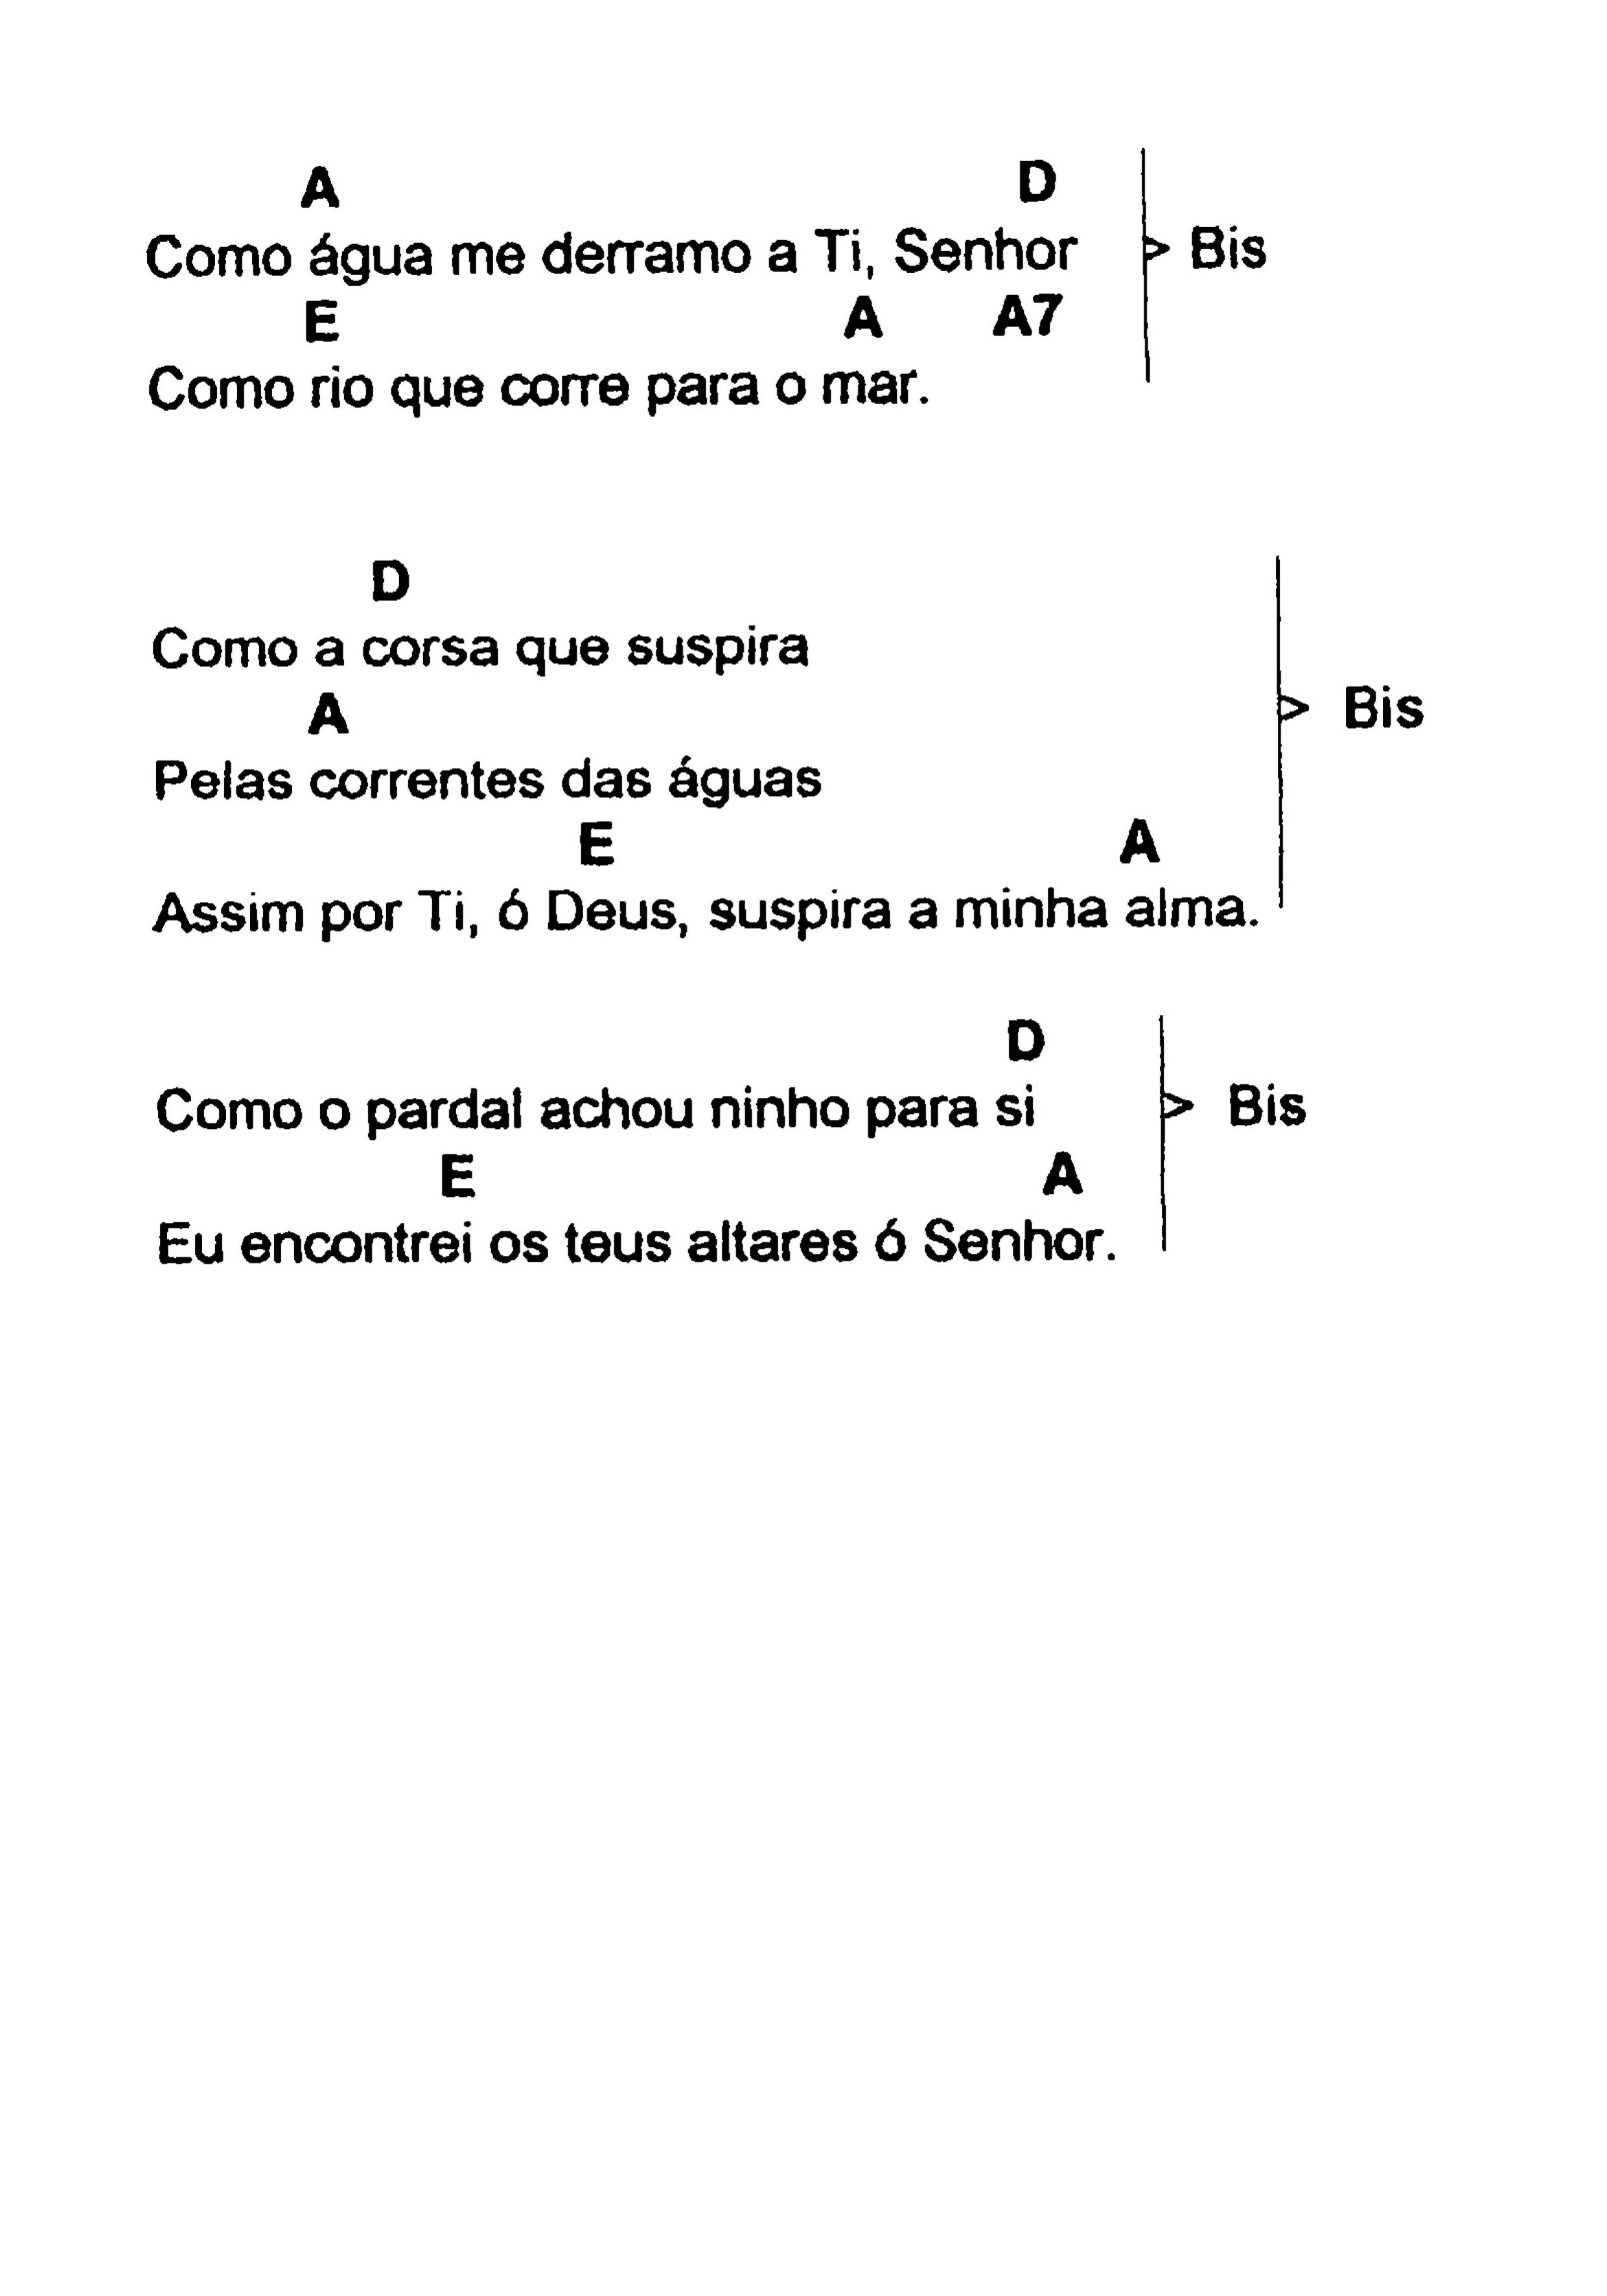 A D
Como água me derramo a Ti, Senhor > Bis
E A A7
Como rio que corre para o mar.
D
Como a corsa que suspira
A > Bis
Pelas correntes das águas
E A
Assim por Ti, ó Deus, suspira a minha alma.
D
Como o pardal achou ninho para si > Bis
E A
Eu encontrei os teus altares ó Senhor.